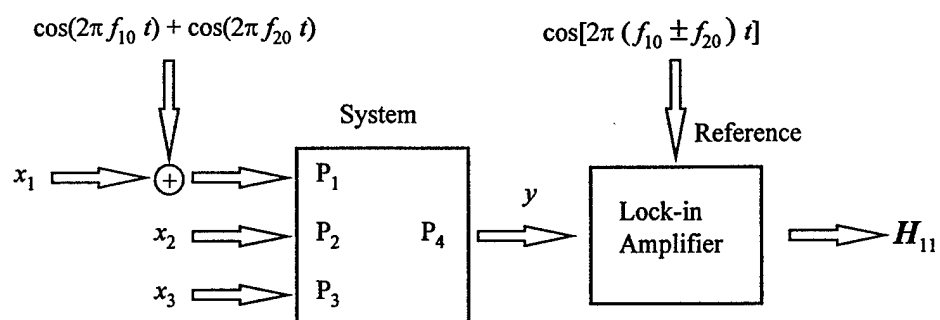 cos(2π f₁₀ t) + cos(2π f₂₀ t)
cos[2π (f₁₀ ± f₂₀) t]
System
Reference
x₁
+
P₁
y
Lock-in
Amplifier
x₂
P₂
P₄
H₁₁
x₃
P₃